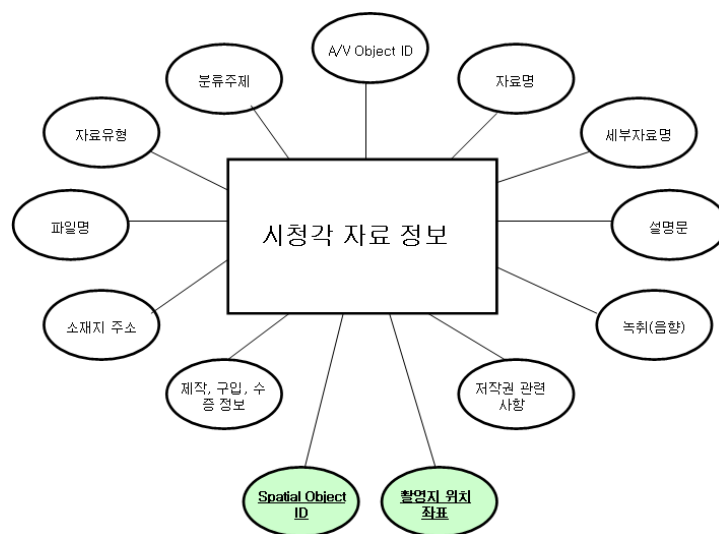 A/V Object ID
분류주제
자료명
자료유형
세부자료명
시청각 자료 정보
파일명
설명문
소재지 주소
녹취(음향)
제작, 구입, 수
증 정보
저작권 관련
사항
Spatial Object
ID
촬영지 위치
좌표